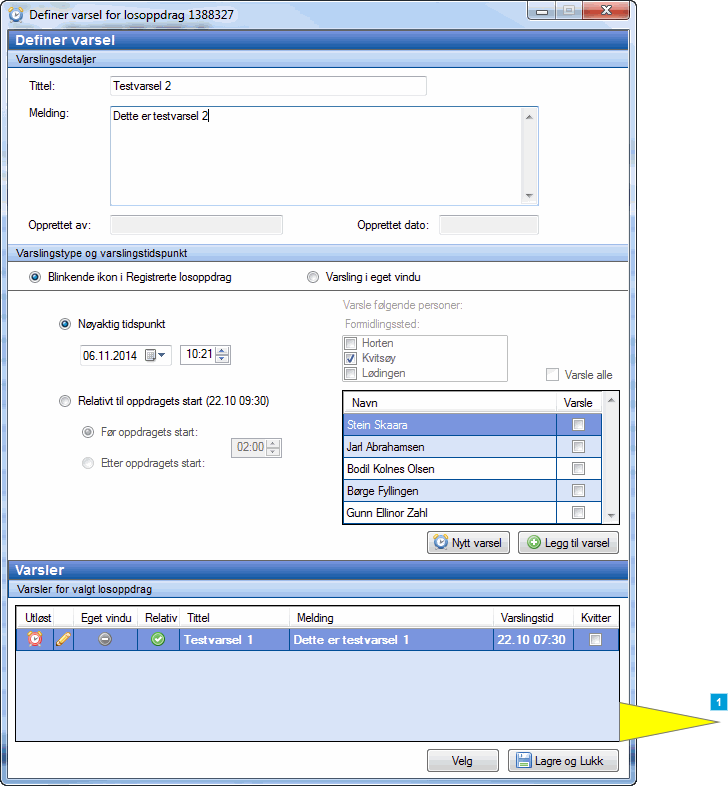 Definer varsel for losoppdrag 1388327
Definer varsel
Varslingsdetaljer
Tittel: Testvarsel 2
Melding: Dette er testvarsel 2
Opprettet av: Opprettet dato:
Varslingstype og varslingstidspunkt
Blinkende ikon i Registrerte losoppdrag Varsling i eget vindu
Varsle følgende personer:
Nøyaktig tidspunkt Formidlingssted:
Horten
06.11.2014 10:21 Kvitsøy
Lødingen Varsle alle
Relativt til oppdragets start (22.10 09:30) Navn Varsle
Stein Skaara
Før oppdragets start: 02:00
Jarl Abrahamsen
Etter oppdragets start: Bodil Kolnes Olsen
Børge Fyllingen
Gunn Ellinor Zahl
Nytt varsel Legg til varsel
Varsler
Varsler for valgt losoppdrag
Utløst Eget vindu Relativ Tittel Melding Varslingstid Kvitter
Testvarsel 1 Dette er testvarsel 1 22.10 07:30
1
Velg Lagre og Lukk